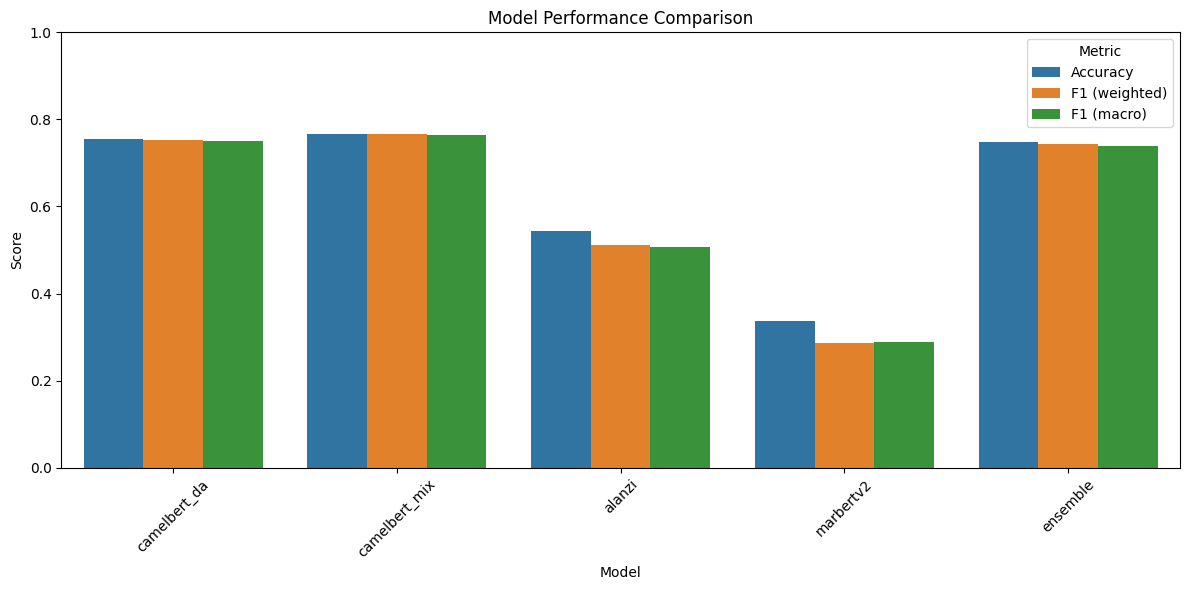 Model Performance Comparison
1.0
0.8
0.6
0.4
0.2
0.0
Score
Metric
Accuracy
F1 (weighted)
F1 (macro)
camelbert_da
camelbert_mix
alanzi
marbertv2
ensemble
Model